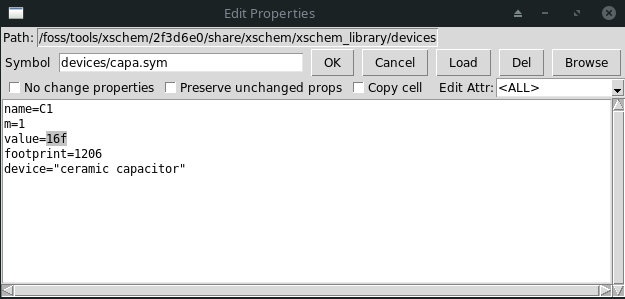 Edit Properties
Path: /foss/tools/xschem/2f3d6e0/share/xschem/xschem_library/devices
Symbol devices/capa.sym OK Cancel Load Del Browse
No change properties Preserve unchanged props Copy cell Edit Attr: <ALL>
name=C1
m=1
value=16f
footprint=1206
device="ceramic capacitor"